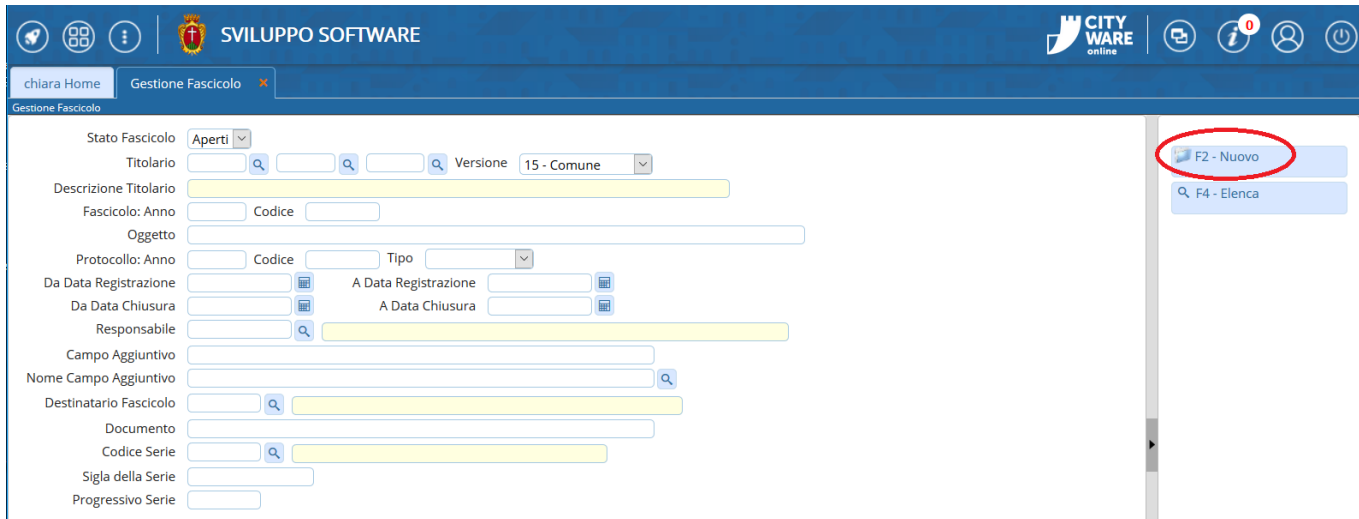 SVILUPPO SOFTWARE
CITY
WARE
online
0
chiara Home
Gestione Fascicolo
Gestione Fascicolo
Stato Fascicolo Aperti
Titolario Versione 15 - Comune
Descrizione Titolario
Fascicolo: Anno Codice
Oggetto
Protocollo: Anno Codice Tipo
Da Data Registrazione A Data Registrazione
Da Data Chiusura A Data Chiusura
Responsabile
Campo Aggiuntivo
Nome Campo Aggiuntivo
Destinatario Fascicolo
Documento
Codice Serie
Sigla della Serie
Progressivo Serie
F2 - Nuovo
F4 - Elenca